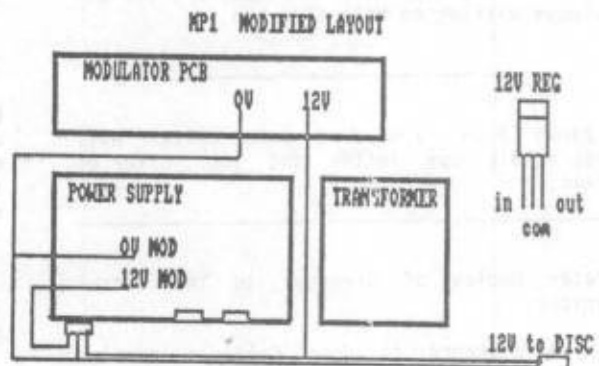 MP1 MODIFIED LAYOUT
MODULATOR PCB
0V 12V
12V REG
in out
com
POWER SUPPLY
TRANSFORMER
0V MOD
12V MOD
12V to DISC